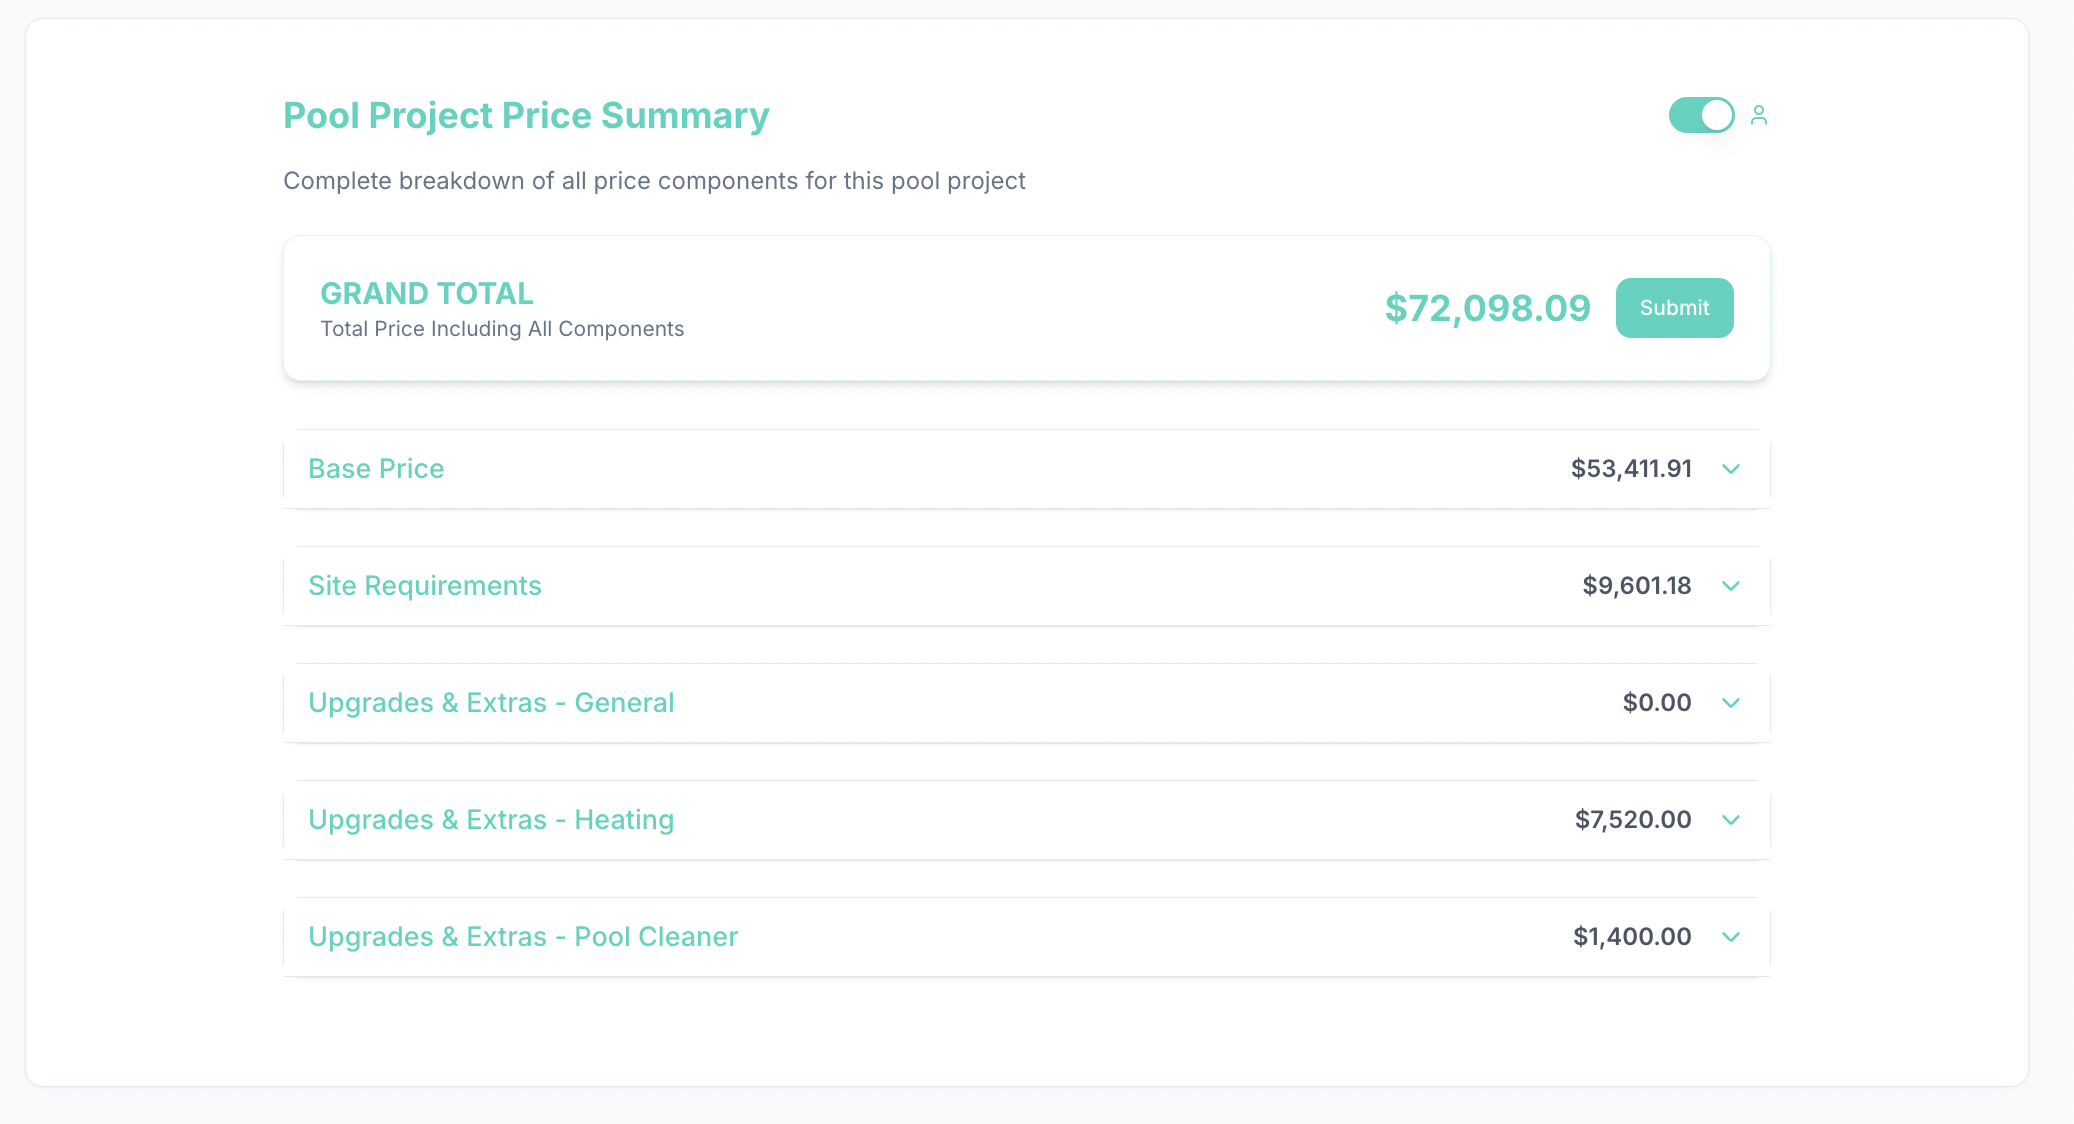 Pool Project Price Summary
Complete breakdown of all price components for this pool project
GRAND TOTAL
Total Price Including All Components
$72,098.09
Submit
Base Price $53,411.91
Site Requirements $9,601.18
Upgrades & Extras - General $0.00
Upgrades & Extras - Heating $7,520.00
Upgrades & Extras - Pool Cleaner $1,400.00